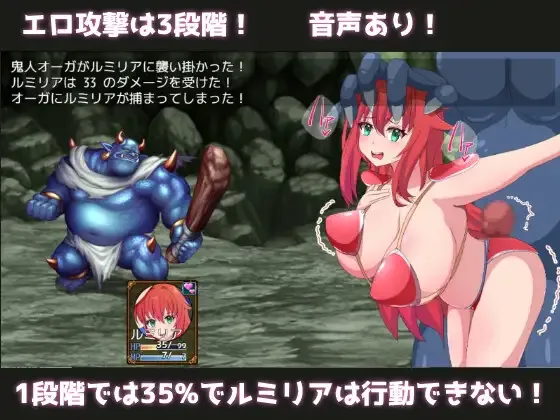 エロ攻撃は3段階！　　音声あり！
鬼人オーガがルミリアに襲い掛かった！
ルミリアは 33 のダメージを受けた！
オーガにルミリアが捕まってしまった！
ルミリア
HP 35/ 99
1段階では35%でルミリアは行動できない！